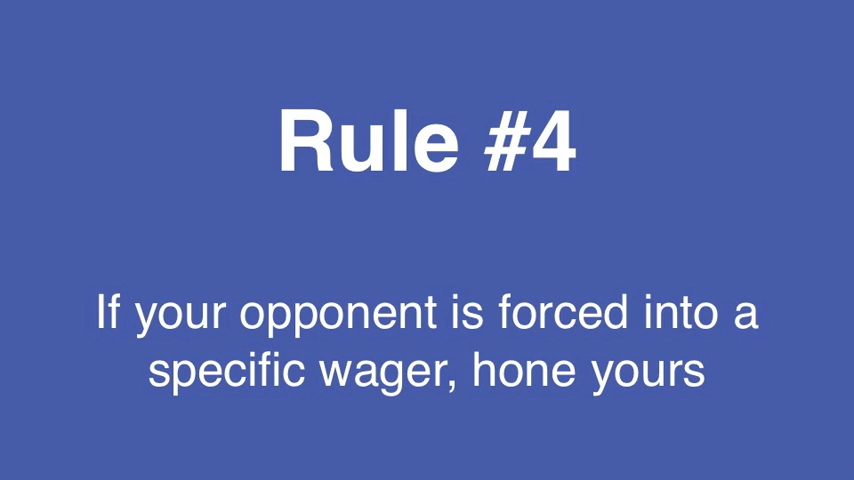 Rule #4
If your opponent is forced into a
specific wager, hone yours